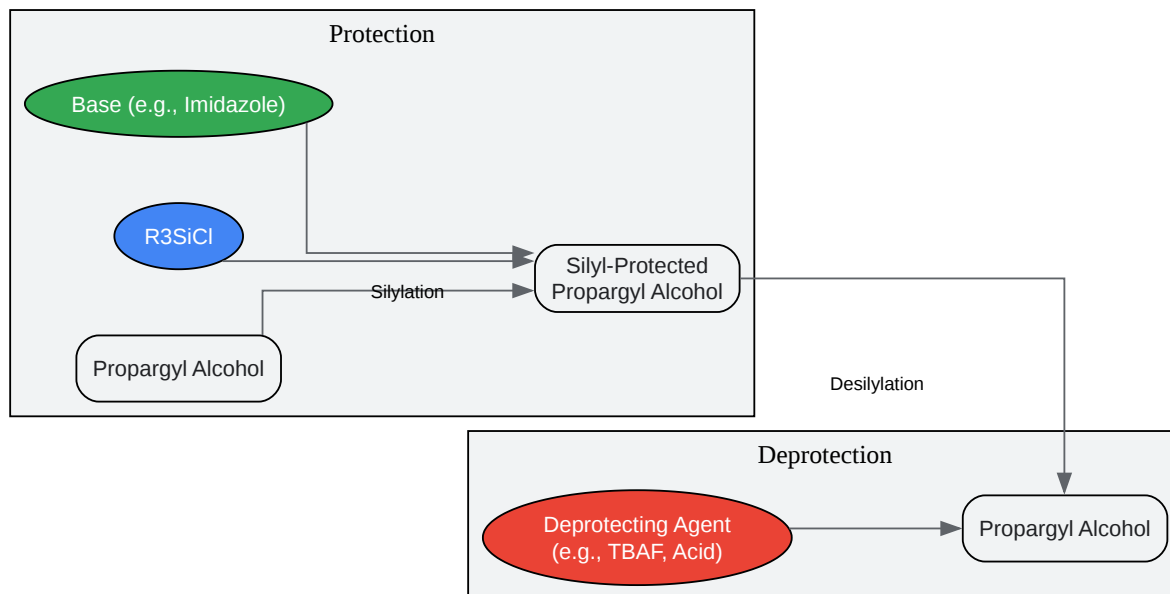 Protection
Base (e.g., Imidazole)
R3SiCl
Silyl-Protected
Propargyl Alcohol
Silylation
Propargyl Alcohol
Desilylation
Deprotection
Deprotecting Agent
(e.g., TBAF, Acid)
Propargyl Alcohol